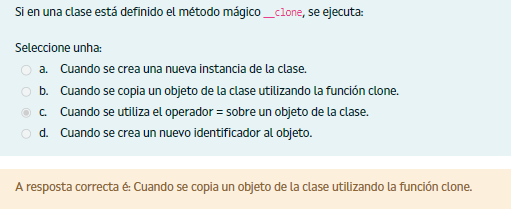 Si en una clase está definido el método mágico __clone, se ejecuta:
Seleccione unha:
a. Cuando se crea una nueva instancia de la clase.
b. Cuando se copia un objeto de la clase utilizando la función clone.
c. Cuando se utiliza el operador = sobre un objeto de la clase.
d. Cuando se crea un nuevo identificador al objeto.
A resposta correcta é: Cuando se copia un objeto de la clase utilizando la función clone.